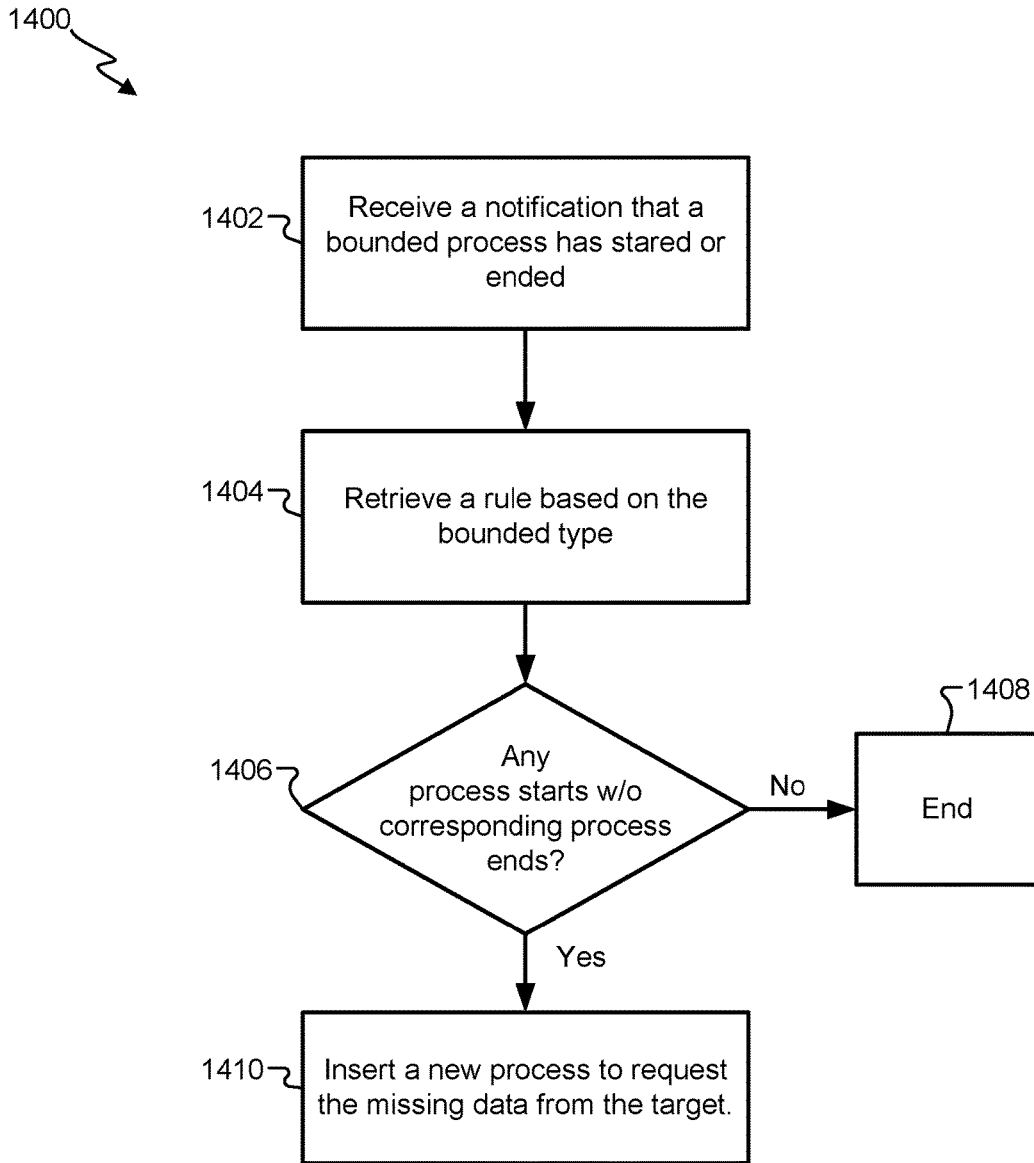 1400
1402
Receive a notification that a
bounded process has stared or
ended
1404
Retrieve a rule based on the
bounded type
1406
Any
process starts w/o
corresponding process
ends?
No
1408
End
Yes
1410
Insert a new process to request
the missing data from the target.